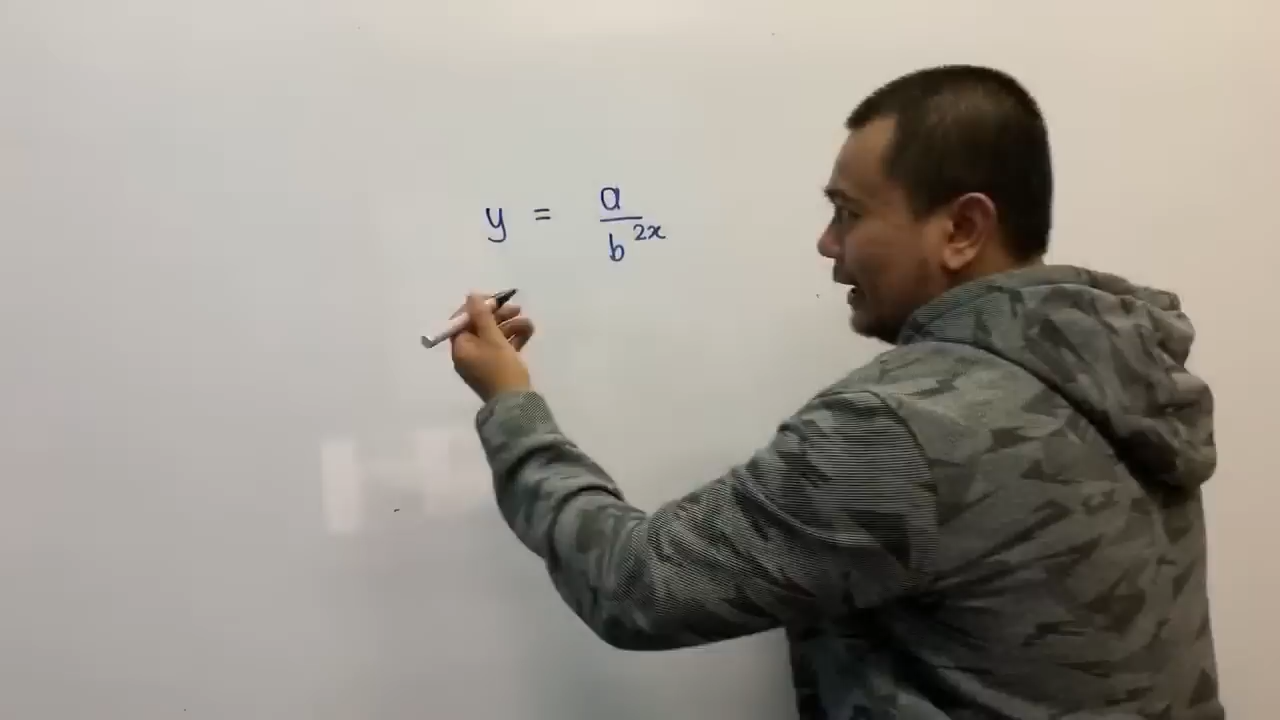 y = a/b^2x